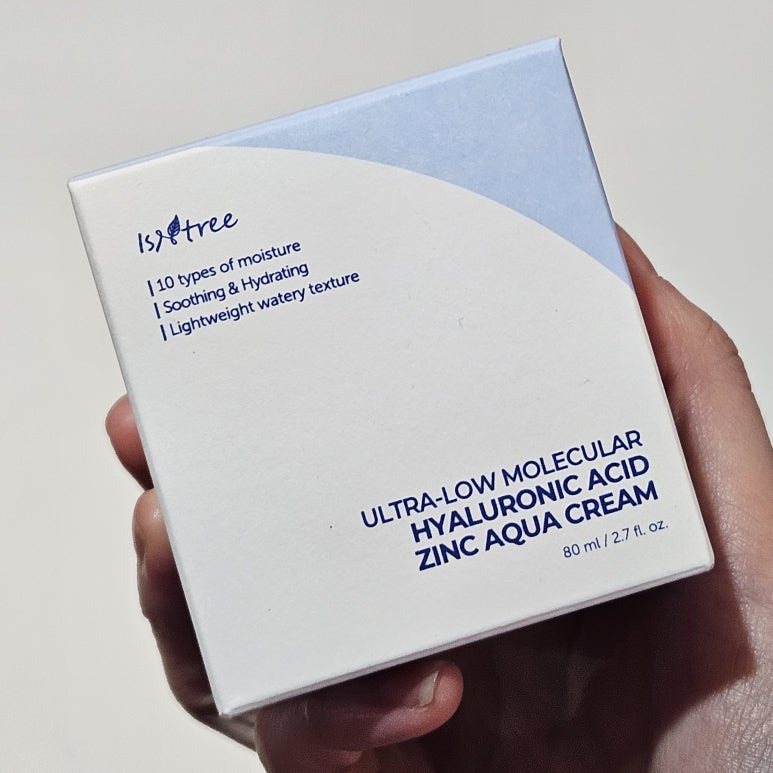 Isntree
10 types of moisture
Soothing & Hydrating
Lightweight watery texture
ULTRA-LOW MOLECULAR
HYALURONIC ACID
ZINC AQUA CREAM
80 ml / 2.7 fl. oz.